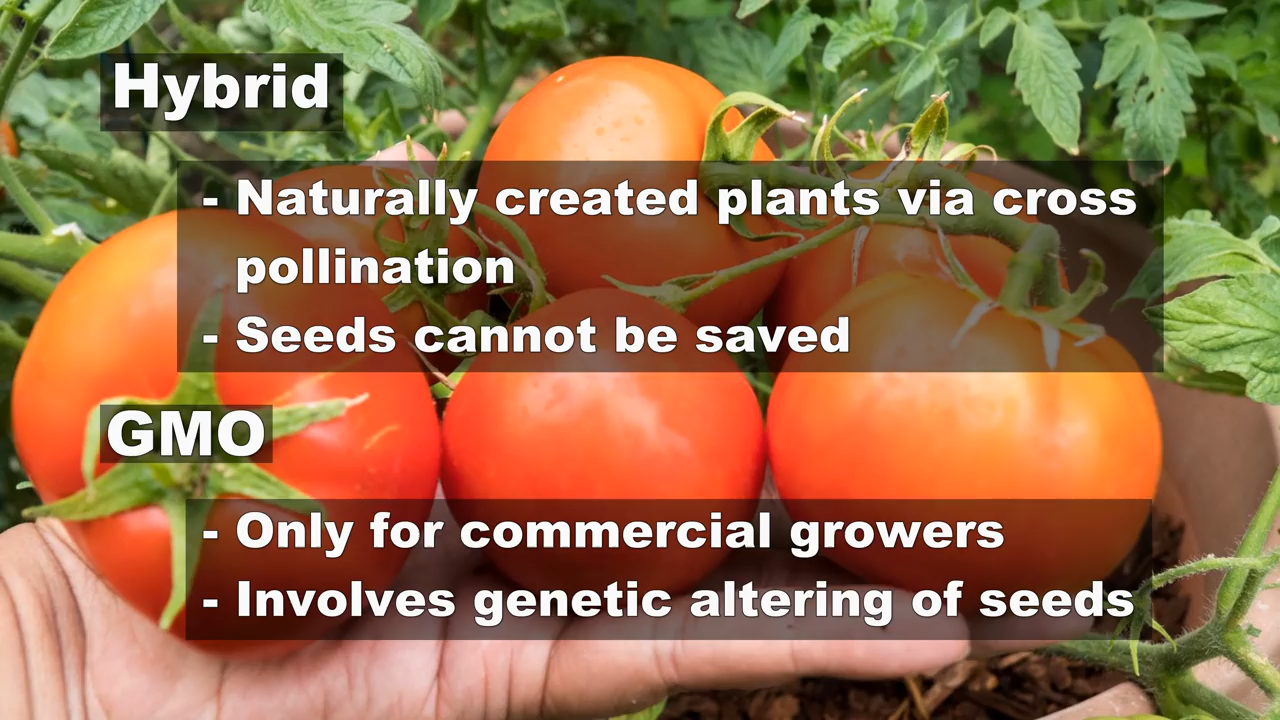 Hybrid
- Naturally created plants via cross
pollination
- Seeds cannot be saved
GMO
- Only for commercial growers
- Involves genetic altering of seeds